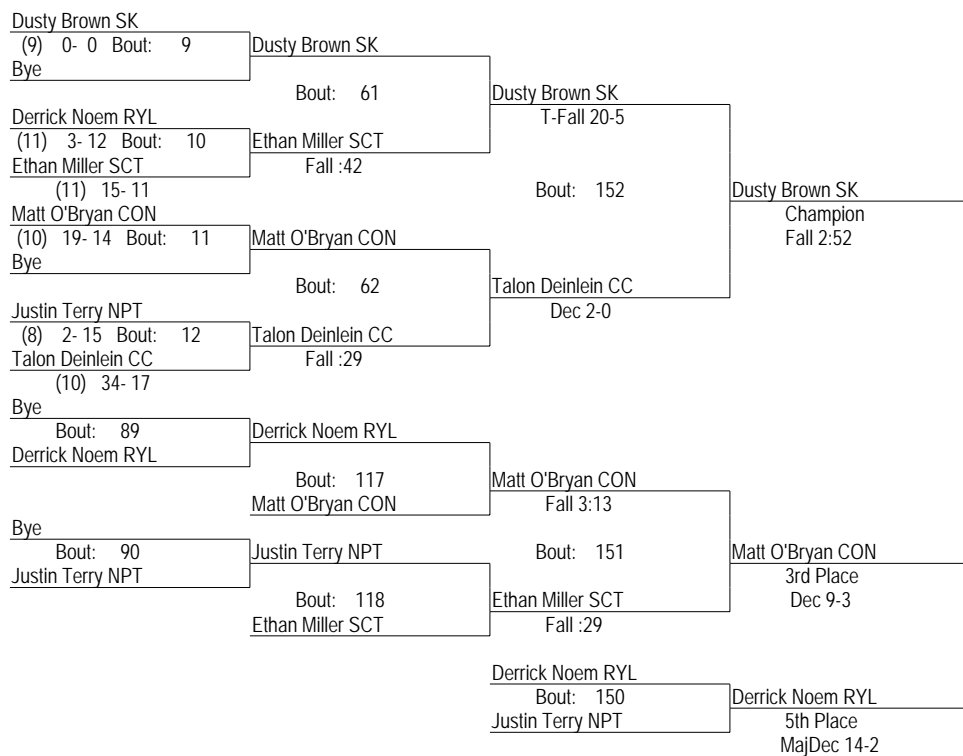 Dusty Brown SK
(9) 0- 0 Bout: 9
Bye
Dusty Brown SK
Bout: 61
Derrick Noem RYL
(11) 3- 12 Bout: 10
Ethan Miller SCT
(11) 15- 11
Ethan Miller SCT
Fall :42
Dusty Brown SK
T-Fall 20-5
Bout: 152
Matt O'Bryan CON
(10) 19- 14 Bout: 11
Bye
Matt O'Bryan CON
Bout: 62
Justin Terry NPT
(8) 2- 15 Bout: 12
Talon Deinlein CC
(10) 34- 17
Talon Deinlein CC
Fall :29
Talon Deinlein CC
Dec 2-0
Dusty Brown SK
Champion
Fall 2:52
Bye
Bout: 89
Derrick Noem RYL
Derrick Noem RYL
Bout: 117
Matt O'Bryan CON
Matt O'Bryan CON
Fall 3:13
Bout: 151
Bye
Bout: 90
Justin Terry NPT
Justin Terry NPT
Bout: 118
Ethan Miller SCT
Ethan Miller SCT
Fall :29
Matt O'Bryan CON
3rd Place
Dec 9-3
Derrick Noem RYL
Bout: 150
Justin Terry NPT
Derrick Noem RYL
5th Place
MajDec 14-2